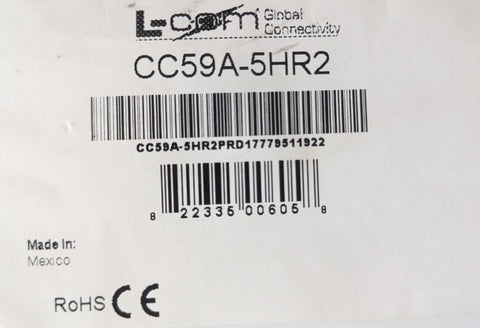 L-com Global
Connectivity
CC59A-5HR2
CC59A-5HR2PRD17779511922
8 22335 00605 8
Made In:
Mexico
RoHS CE